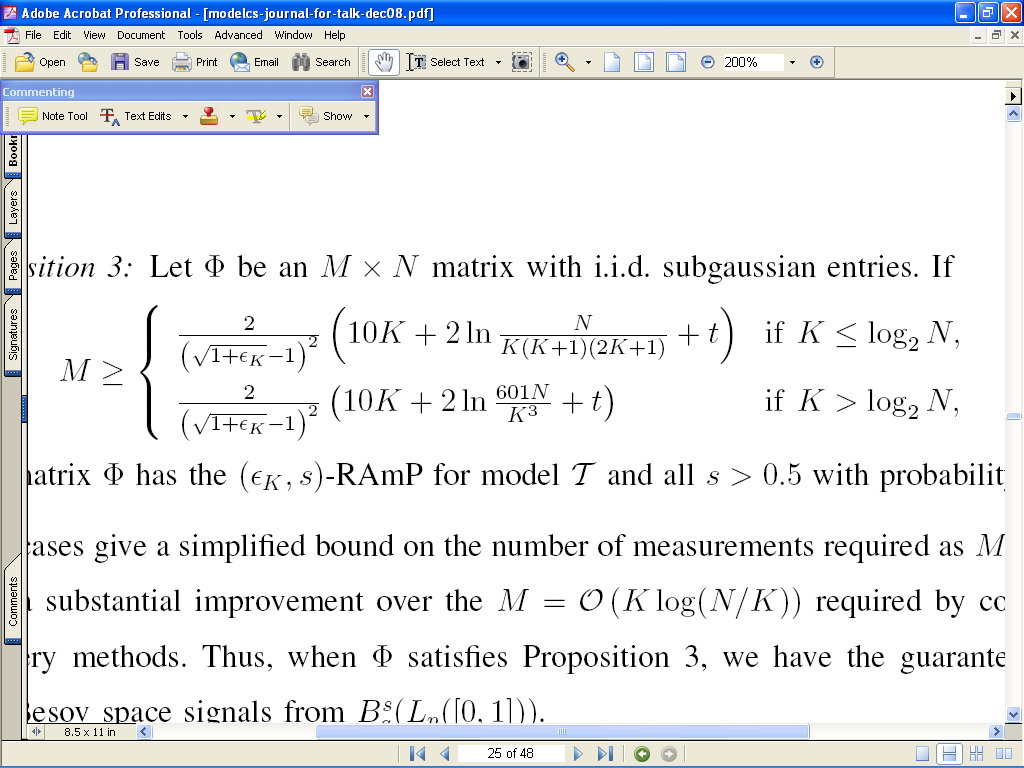 Adobe Acrobat Professional - [modelcs-journal-for-talk-dec08.pdf]
File Edit View Document Tools Advanced Window Help
Open Save Print Email Search Select Text 200%
Commenting
Note Tool Text Edits Show
Bookm
Layers
Pages
Signatures
Comments
sition 3: Let Φ be an M × N matrix with i.i.d. subgaussian entries. If
M ≥ { 2/(√(1+ϵ_K)−1)² (10K + 2 ln N/(K(K+1)(2K+1)) + t) if K ≤ log₂ N,
2/(√(1+ϵ_K)−1)² (10K + 2 ln 601N/K³ + t) if K > log₂ N,
matrix Φ has the (ϵ_K, s)-RAmP for model 𝒯 and all s > 0.5 with probability
cases give a simplified bound on the number of measurements required as M
a substantial improvement over the M = 𝒪(K log(N/K)) required by co
ery methods. Thus, when Φ satisfies Proposition 3, we have the guarante
Besov space signals from B^s_q(L_p([0, 1])).
8.5 x 11 in
25 of 48